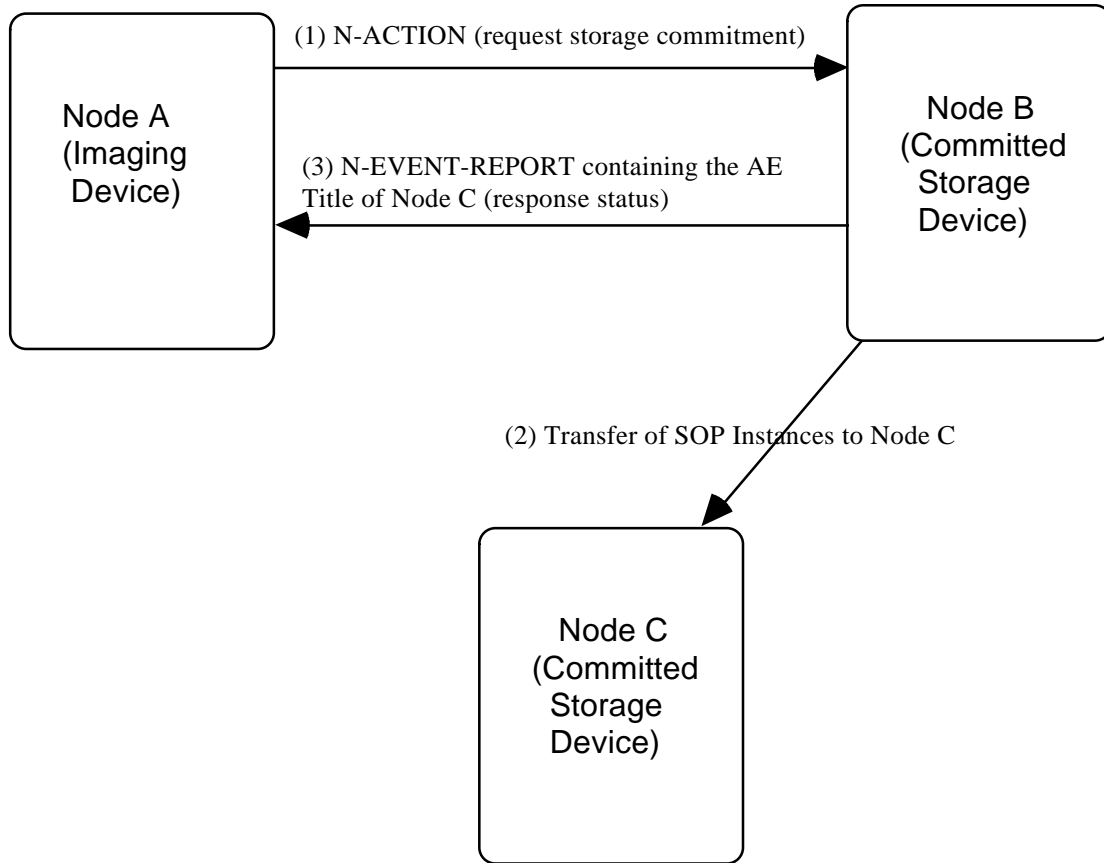 (1) N-ACTION (request storage commitment)
Node A
(Imaging
Device)
Node B
(Committed
Storage
Device)
(3) N-EVENT-REPORT containing the AE
Title of Node C (response status)
(2) Transfer of SOP Instances to Node C
Node C
(Committed
Storage
Device)